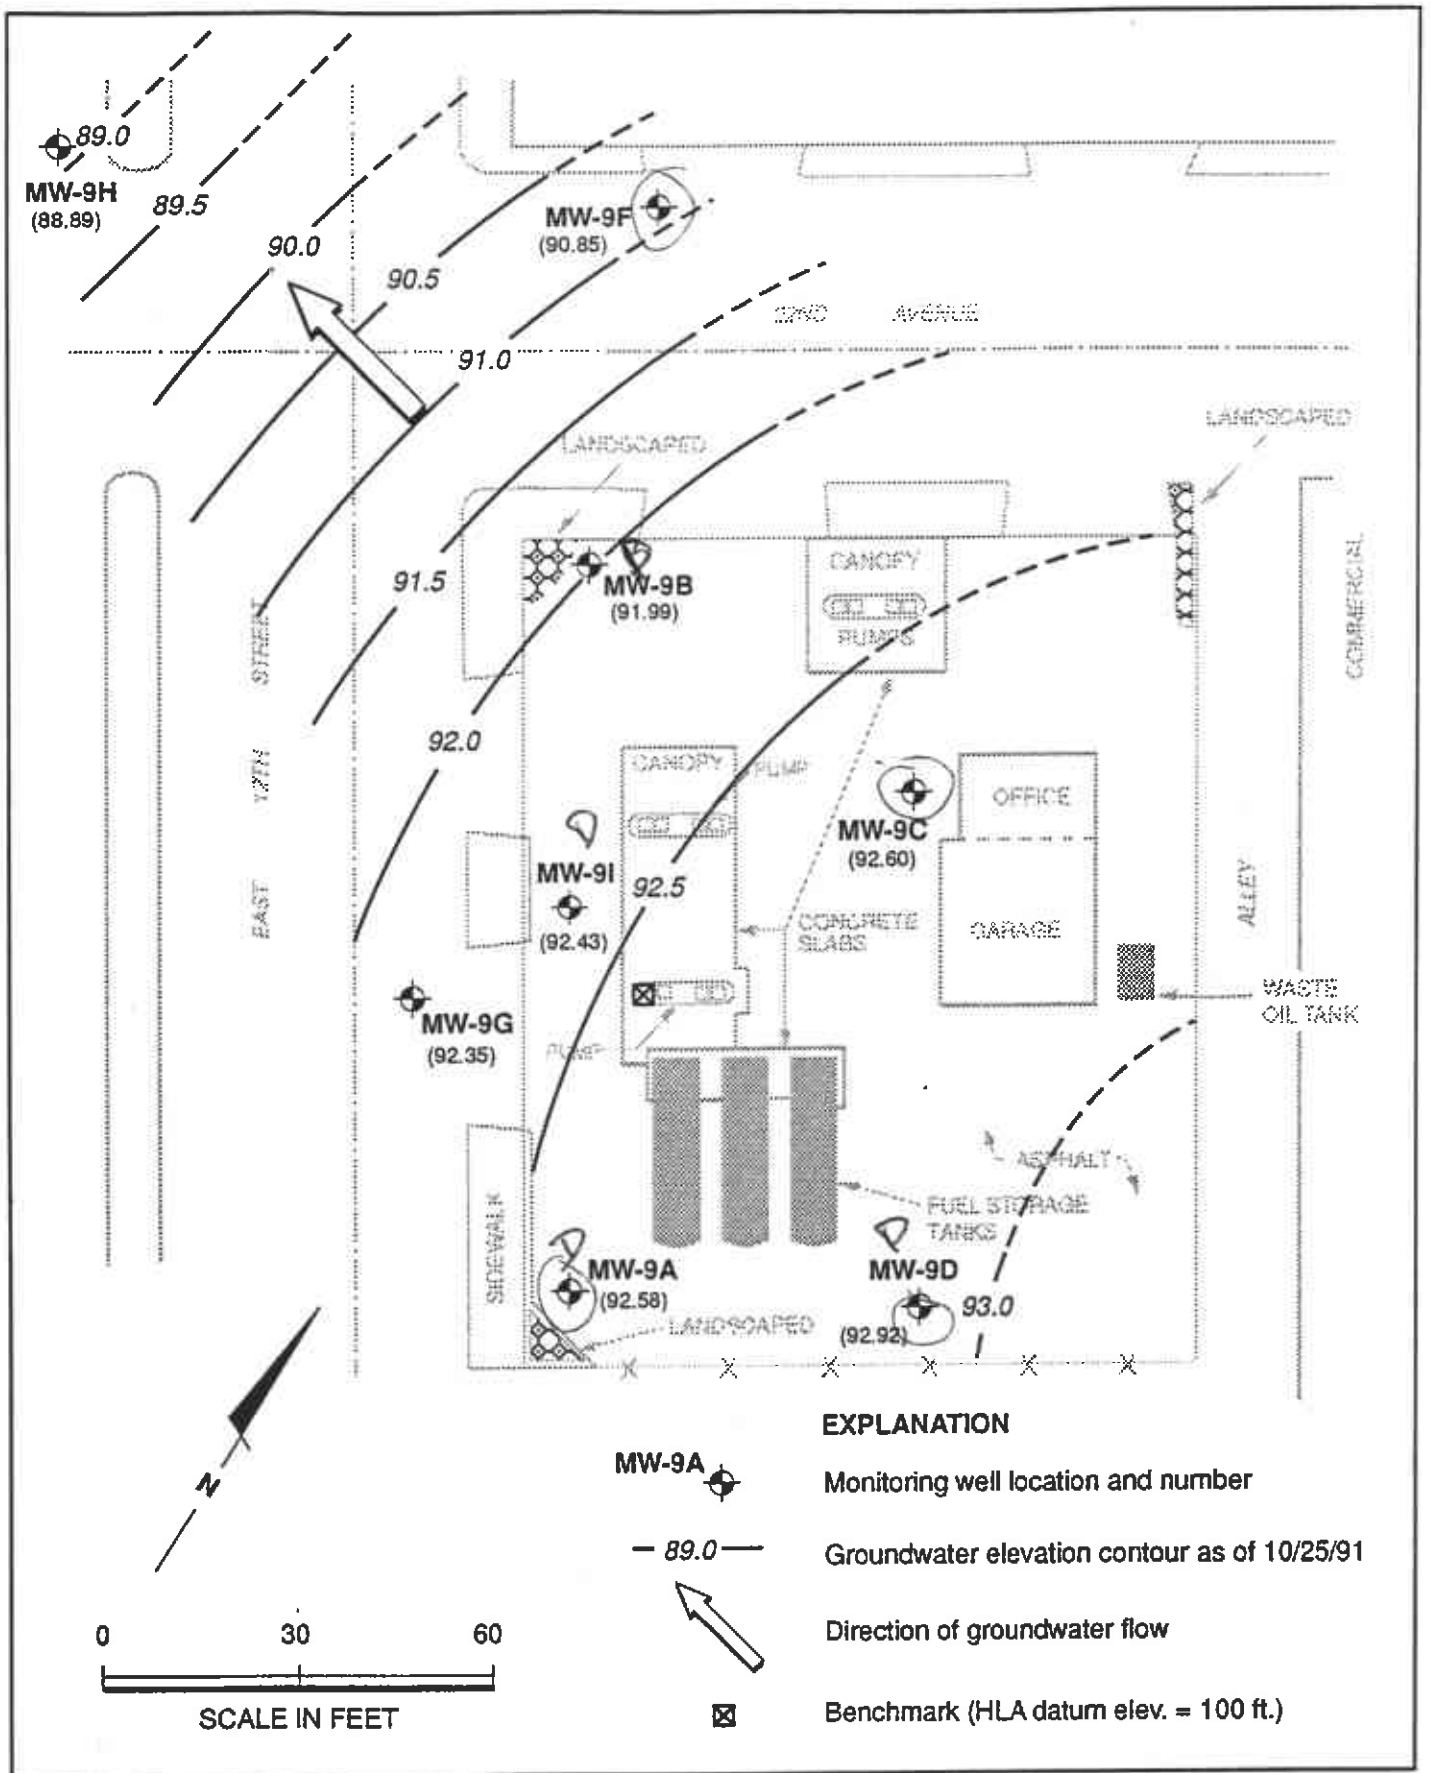 89.0
MW-9H
(88.89)
89.5
90.0
MW-9F
(90.85)
90.5
22ND AVENUE
91.0
LANDSCAPED
LANDSCAPED
91.5
MW-9B
(91.99)
CANOPY
PUMPS
COMMERCIAL
EAST STREET
92.0
CANOPY
PUMP
OFFICE
MW-9C
(92.60)
MW-9I
(92.43)
92.5
CONCRETE
SLABS
GARAGE
ALLEY
MW-9G
(92.35)
PUMP
WASTE
OIL TANK
ASPHALT
FUEL STORAGE
TANKS
SIDEWALK
MW-9A
(92.58)
MW-9D
(92.92)
93.0
LANDSCAPED
N
EXPLANATION
MW-9A
Monitoring well location and number
89.0
Groundwater elevation contour as of 10/25/91
Direction of groundwater flow
Benchmark (HLA datum elev. = 100 ft.)
0 30 60
SCALE IN FEET